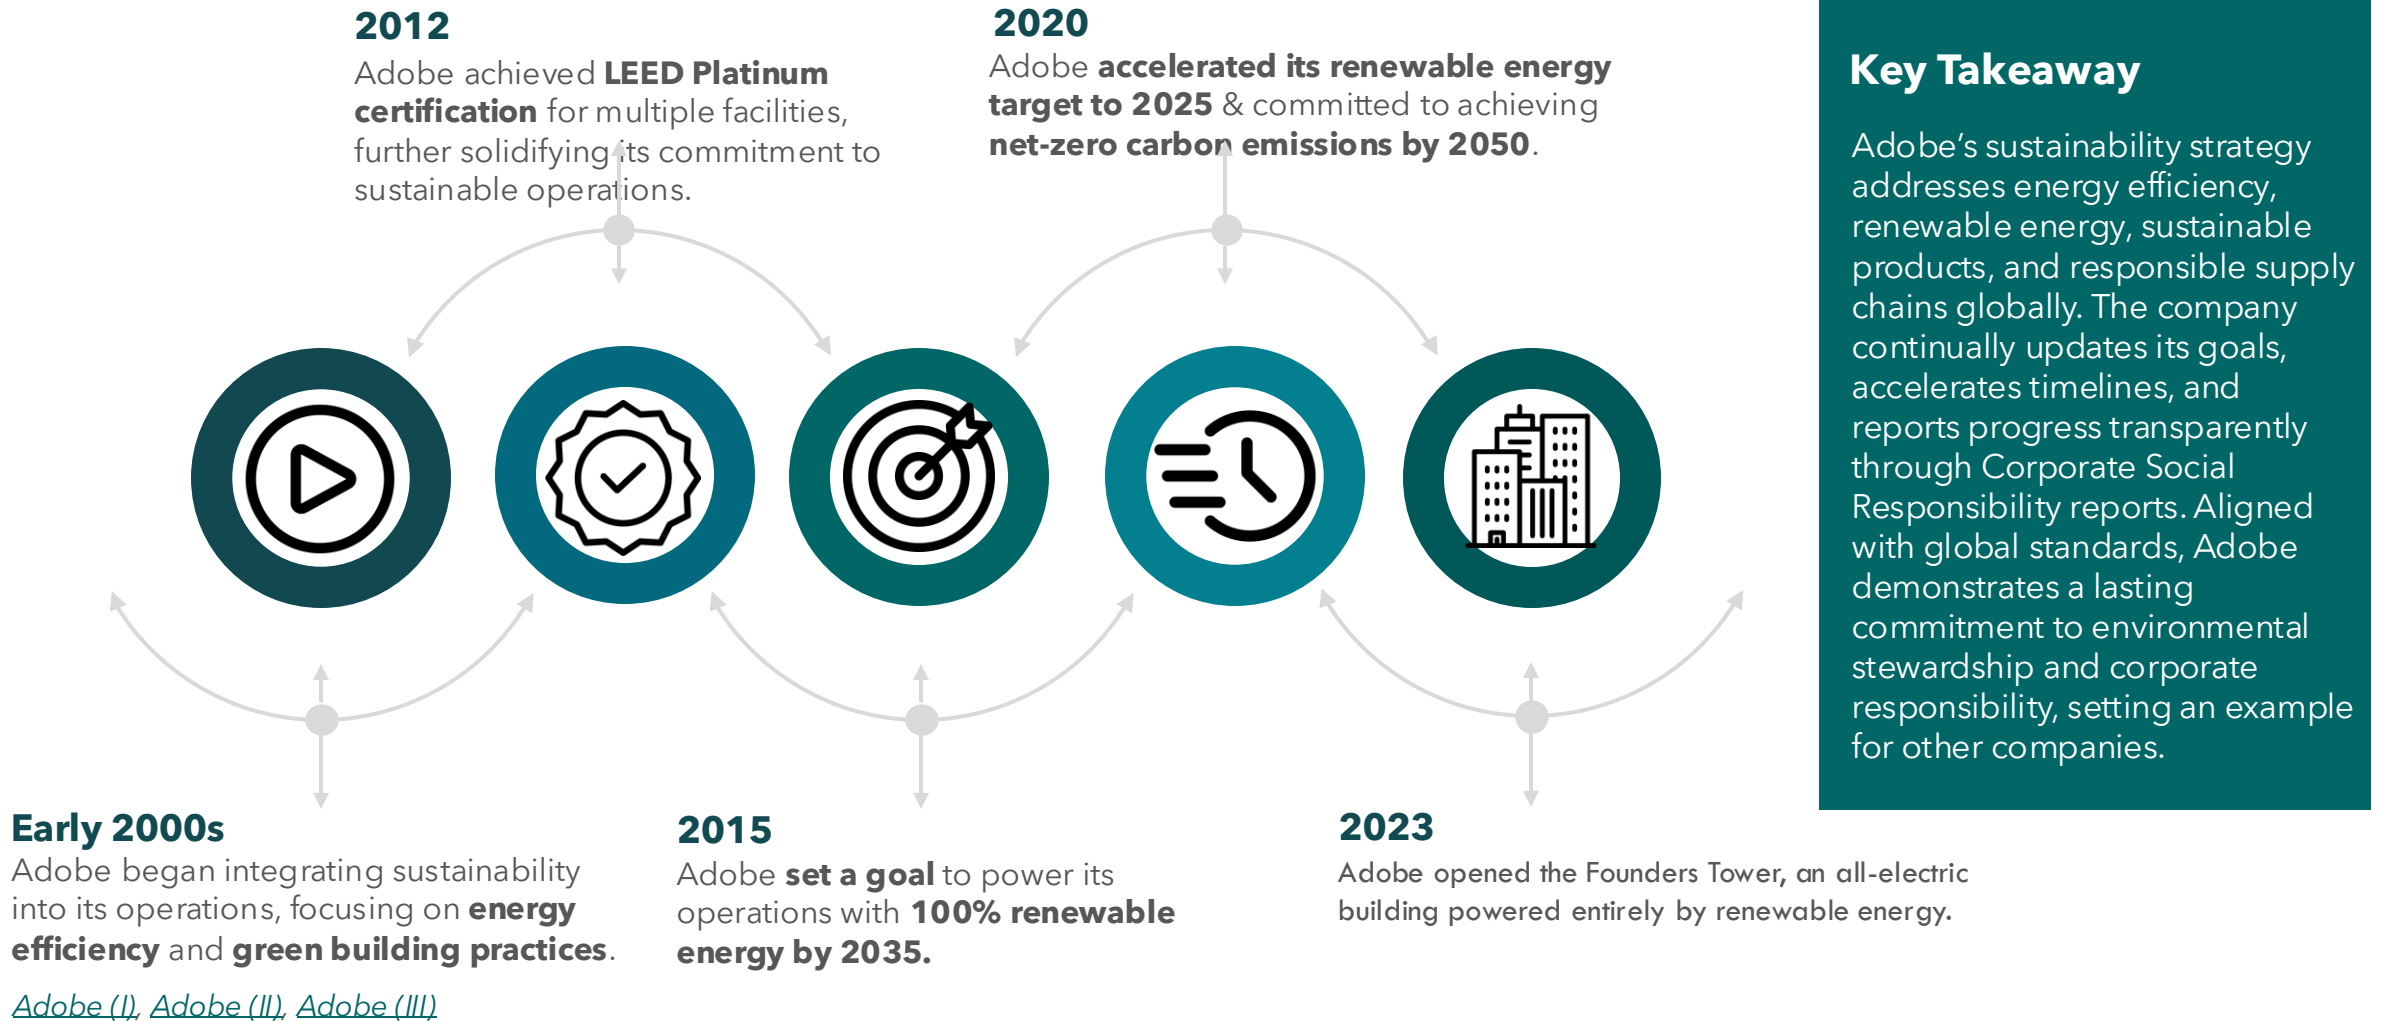 2012
Adobe achieved LEED Platinum
certification for multiple facilities,
further solidifying its commitment to
sustainable operations.
2020
Adobe accelerated its renewable energy
target to 2025 & committed to achieving
net-zero carbon emissions by 2050.
Early 2000s
Adobe began integrating sustainability
into its operations, focusing on energy
efficiency and green building practices.
2015
Adobe set a goal to power its
operations with 100% renewable
energy by 2035.
2023
Adobe opened the Founders Tower, an all-electric
building powered entirely by renewable energy.
Adobe (I), Adobe (II), Adobe (III)
Key Takeaway
Adobe’s sustainability strategy
addresses energy efficiency,
renewable energy, sustainable
products, and responsible supply
chains globally. The company
continually updates its goals,
accelerates timelines, and
reports progress transparently
through Corporate Social
Responsibility reports. Aligned
with global standards, Adobe
demonstrates a lasting
commitment to environmental
stewardship and corporate
responsibility, setting an example
for other companies.